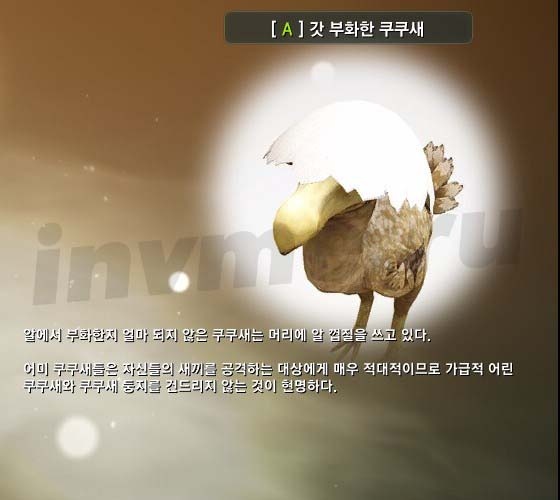 [ A ] 갓 부화한 쿠쿠새
알에서 부화한지 얼마 되지 않은 쿠쿠새는 머리에 알 껍질을 쓰고 있다.
어미 쿠쿠새들은 자신들의 새끼를 공격하는 대상에게 매우 적대적이므로 가급적 어린
쿠쿠새와 쿠쿠새 둥지를 건드리지 않는 것이 현명하다.